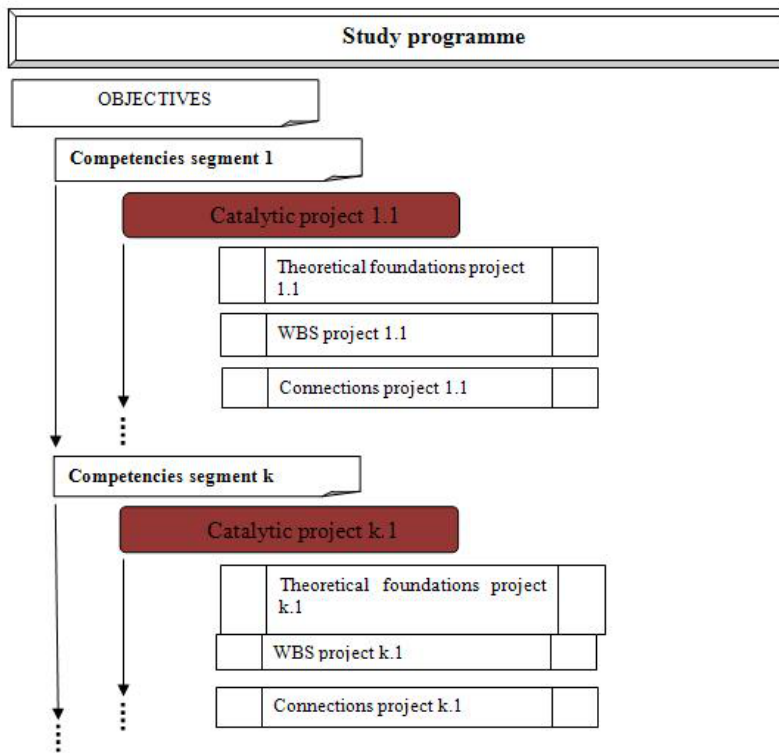 Study programme
OBJECTIVES
Competencies segment 1
Catalytic project 1.1
Theoretical foundations project
1.1
WBS project 1.1
Connections project 1.1
Competencies segment k
Catalytic project k.1
Theoretical foundations project
k.1
WBS project k.1
Connections project k.1